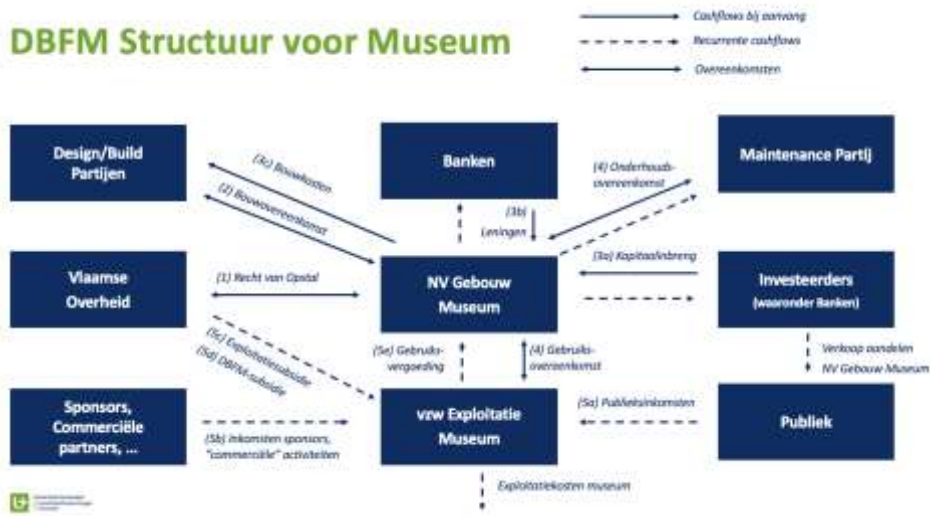 DBFM Structuur voor Museum
Cashflows bij aanvang
Recurrente cashflows
Overeenkomsten
Design/Build
Partijen
Banken
Maintenance Partij
(3c) Bouwkosten
(2) Bouwovereenkomst
(3b)
Leningen
(4) Onderhouds-
overeenkomst
Vlaamse
Overheid
(1) Recht van Opstal
NV Gebouw
Museum
(3a) Kapitaalinbreng
Investeerders
(waaronder Banken)
(5c) Exploitatiesubsidie
(5d) DBFM-subsidie
(5e) Gebruiks-
vergoeding
(4) Gebruiks-
overeenkomst
Verkoop aandelen
NV Gebouw Museum
Sponsors,
Commerciële
partners, ...
(5b) Inkomsten sponsors,
"commerciële" activiteiten
vzw Exploitatie
Museum
(5a) Publieksinkomsten
Publiek
Exploitatiekosten museum